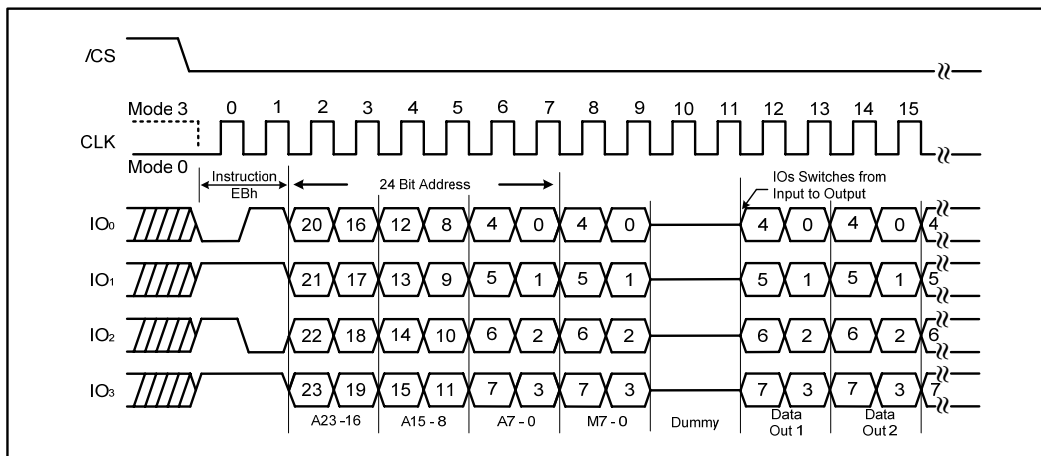 /CS
Mode 3 0 1 2 3 4 5 6 7 8 9 10 11 12 13 14 15
CLK
Mode 0
Instruction
EBh
24 Bit Address
IOs Switches from
Input to Output
IO0 20 16 12 8 4 0 4 0 4 0 4 0 4
IO1 21 17 13 9 5 1 5 1 5 1 5 1 5
IO2 22 18 14 10 6 2 6 2 6 2 6 2 6
IO3 23 19 15 11 7 3 7 3 7 3 7 3 7
A23-16 A15-8 A7-0 M7-0 Dummy Data Out 1 Data Out 2